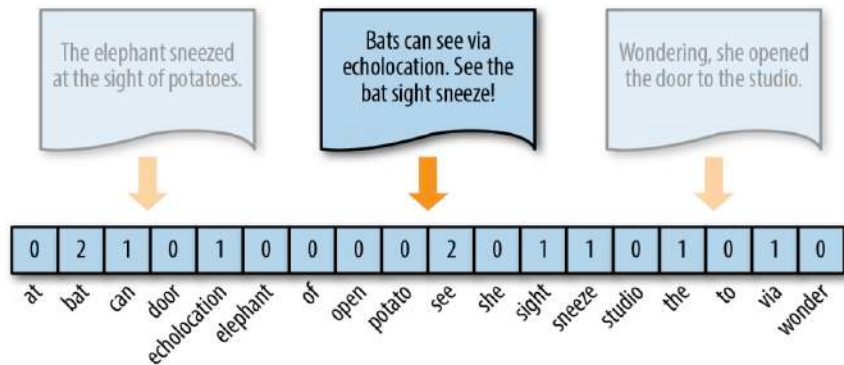 The elephant sneezed
at the sight of potatoes.
Bats can see via
echolocation. See the
bat sight sneeze!
Wondering, she opened
the door to the studio.
0 2 1 0 1 0 0 0 0 2 0 1 1 0 1 0 1 0
at bat can door echolocation elephant of open potato see she sight sneeze studio the to via wonder